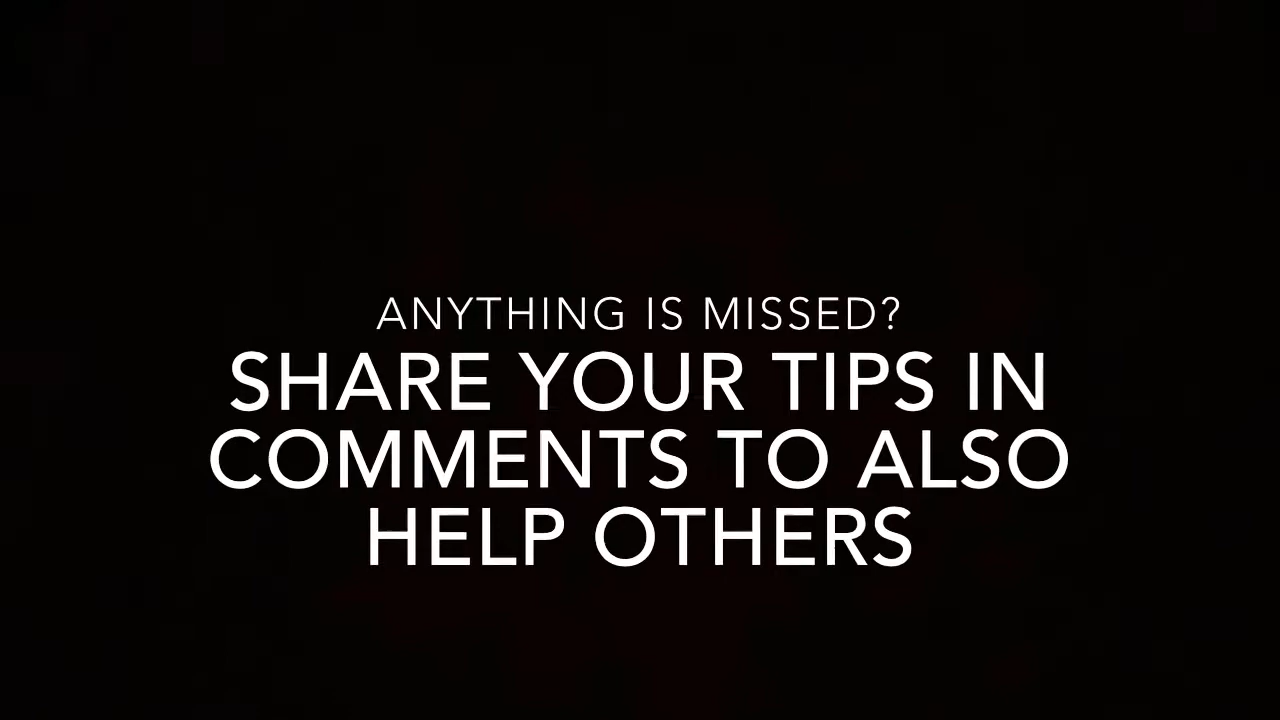 ANYTHING IS MISSED?
SHARE YOUR TIPS IN
COMMENTS TO ALSO
HELP OTHERS